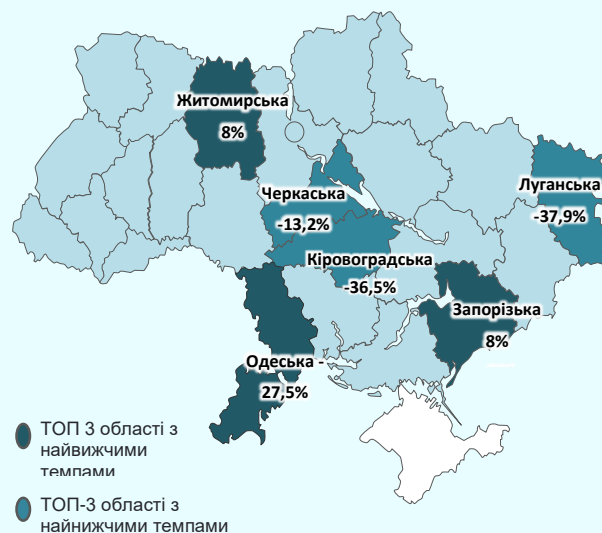 Житомирська
8%
Черкаська
-13,2%
Луганська
-37,9%
Кіровоградська
-36,5%
Запорізька
8%
Одеська -
27,5%
ТОП 3 області з
найвижчими
темпами
ТОП-3 області з
найнижчими темпами